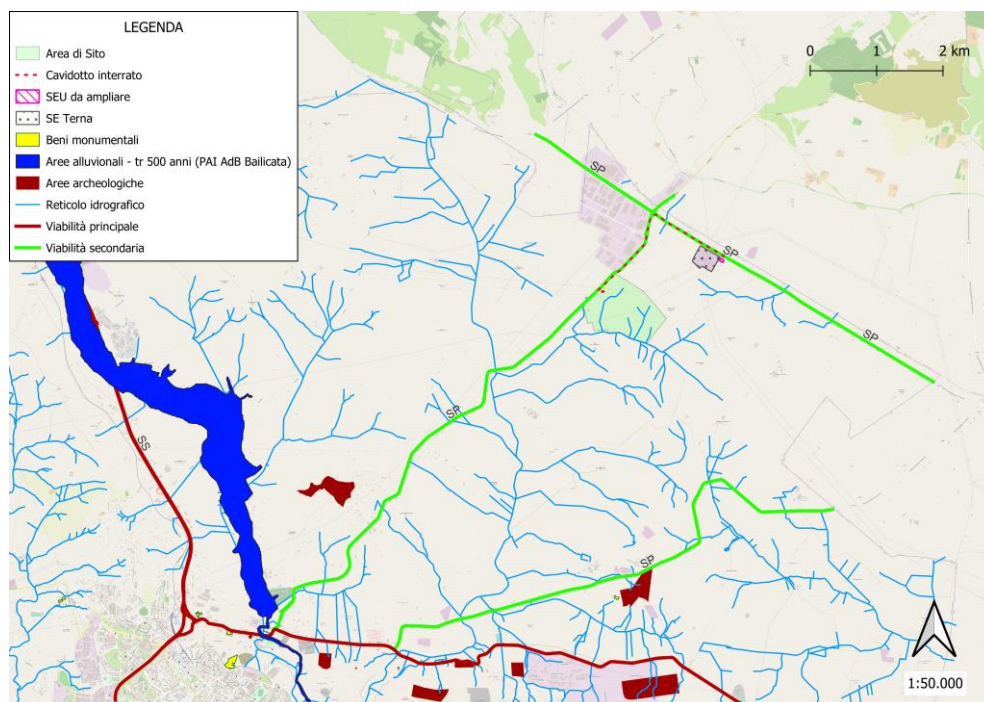 LEGENDA
Area di Sito
Cavidotto interrato
SEU da ampliare
SE Terna
Beni monumentali
Aree alluvionali - tr 500 anni (PAI AdB Bailicata)
Aree archeologiche
Reticolo idrografico
Viabilità principale
Viabilità secondaria
0 1 2 km
SP
SP
SP
SP
SS
SP
1:50.000